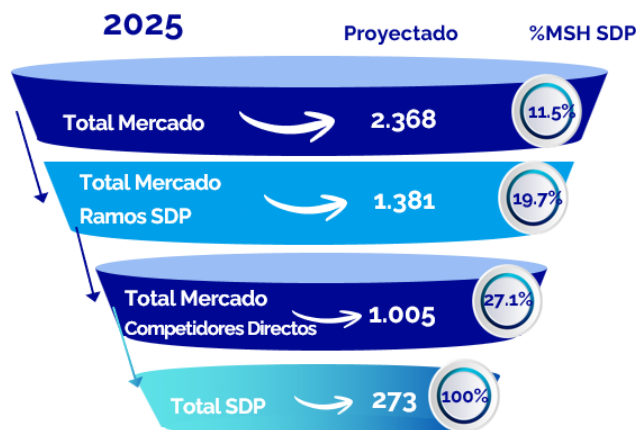 2025
Proyectado
%MSH SDP
Total Mercado
2.368
11.5%
Total Mercado
Ramos SDP
1.381
19.7%
Total Mercado
Competidores Directos
1.005
27.1%
Total SDP
273
100%